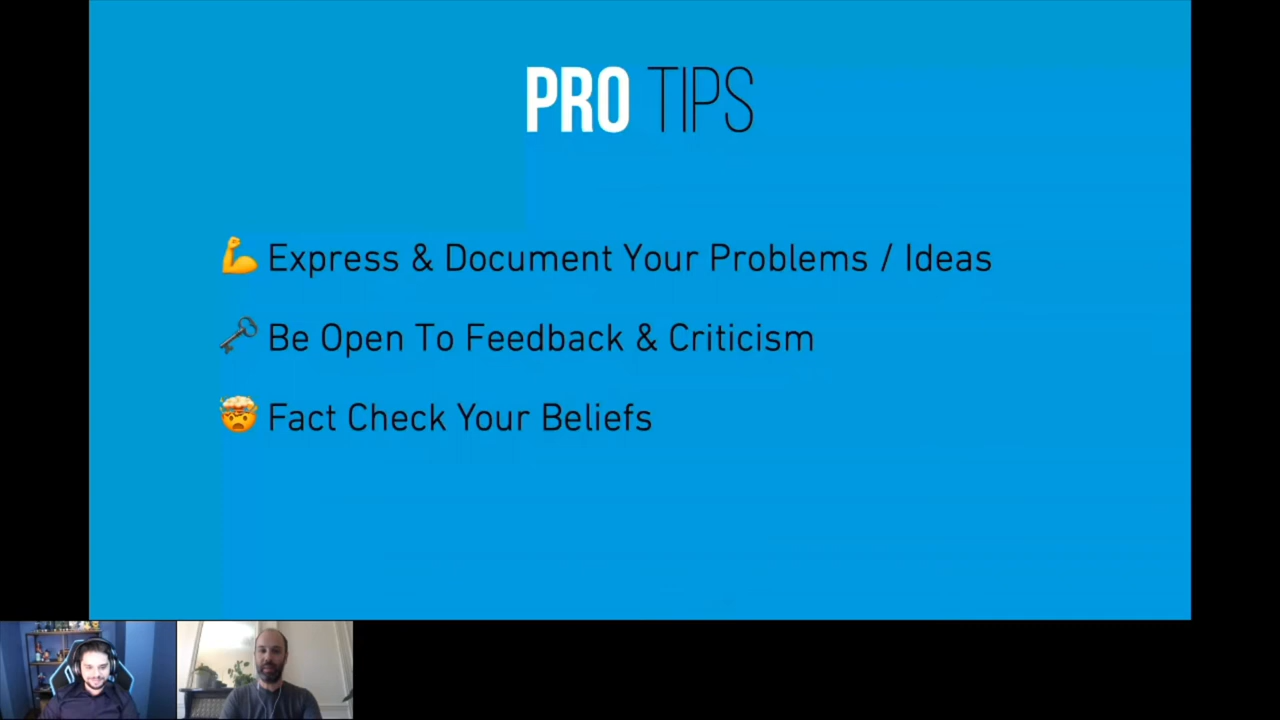 PRO TIPS
💪 Express & Document Your Problems / Ideas
🗝 Be Open To Feedback & Criticism
🤯 Fact Check Your Beliefs